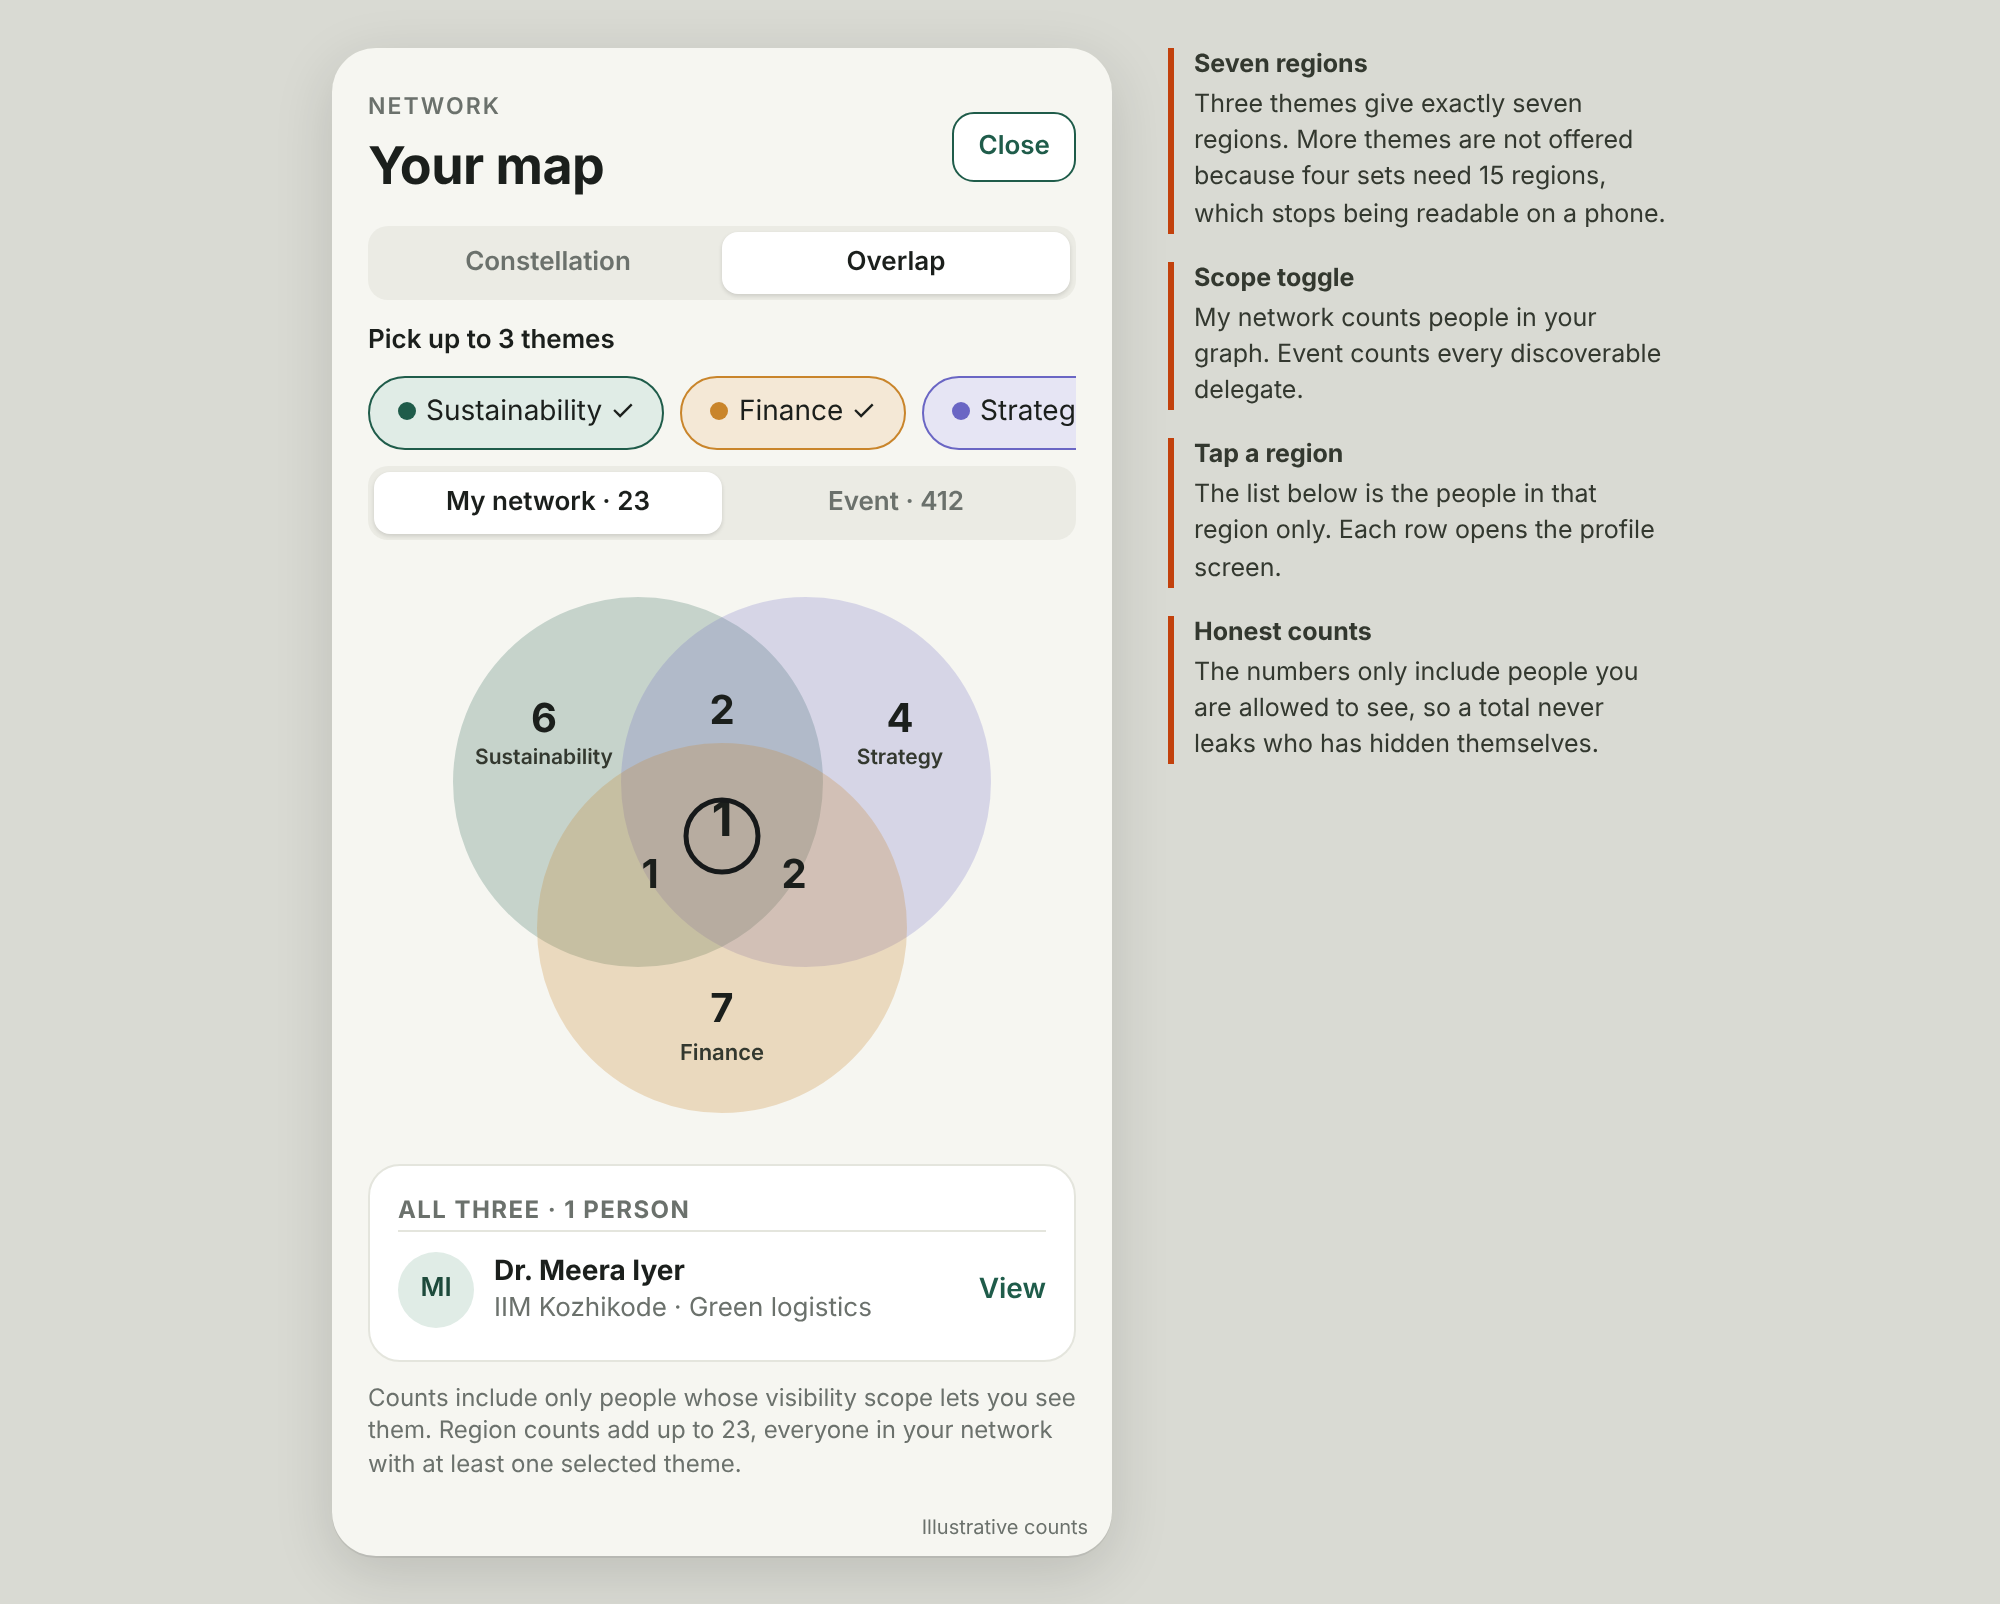 NETWORK
Your map
Close
Constellation
Overlap
Pick up to 3 themes
Sustainability ✓
Finance ✓
Strateg
My network · 23
Event · 412
6
Sustainability
2
4
Strategy
1
1
2
7
Finance
ALL THREE · 1 PERSON
MI
Dr. Meera Iyer
IIM Kozhikode · Green logistics
View
Counts include only people whose visibility scope lets you see
them. Region counts add up to 23, everyone in your network
with at least one selected theme.
Illustrative counts
Seven regions
Three themes give exactly seven
regions. More themes are not offered
because four sets need 15 regions,
which stops being readable on a phone.
Scope toggle
My network counts people in your
graph. Event counts every discoverable
delegate.
Tap a region
The list below is the people in that
region only. Each row opens the profile
screen.
Honest counts
The numbers only include people you
are allowed to see, so a total never
leaks who has hidden themselves.